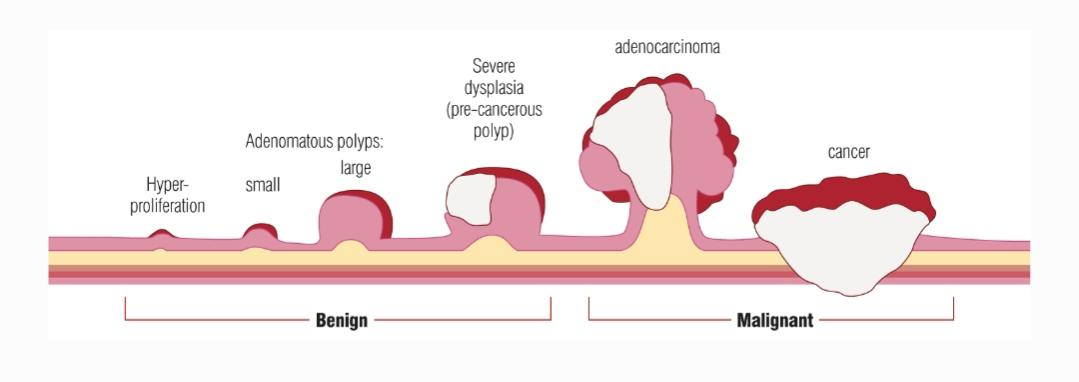 Hyper-
proliferation
Adenomatous polyps:
small
large
Severe
dysplasia
(pre-cancerous
polyp)
adenocarcinoma
cancer
Benign
Malignant